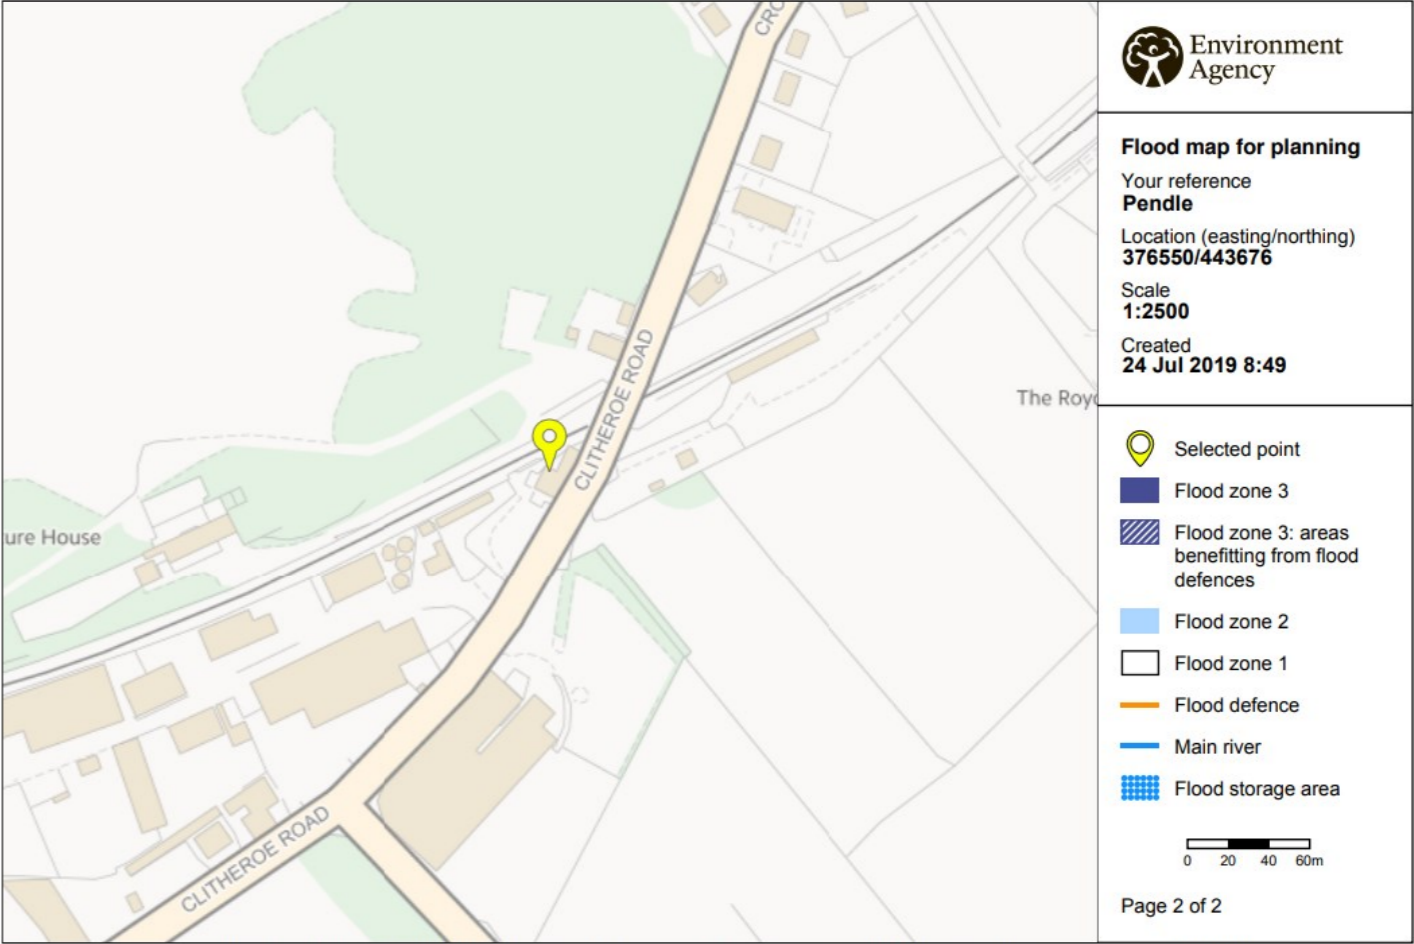 CRO
CLITHEROE ROAD
The Royd
ure House
CLITHEROE ROAD
Environment
Agency
Flood map for planning
Your reference
Pendle
Location (easting/northing)
376550/443676
Scale
1:2500
Created
24 Jul 2019 8:49
Selected point
Flood zone 3
Flood zone 3: areas
benefitting from flood
defences
Flood zone 2
Flood zone 1
Flood defence
Main river
Flood storage area
0 20 40 60m
Page 2 of 2